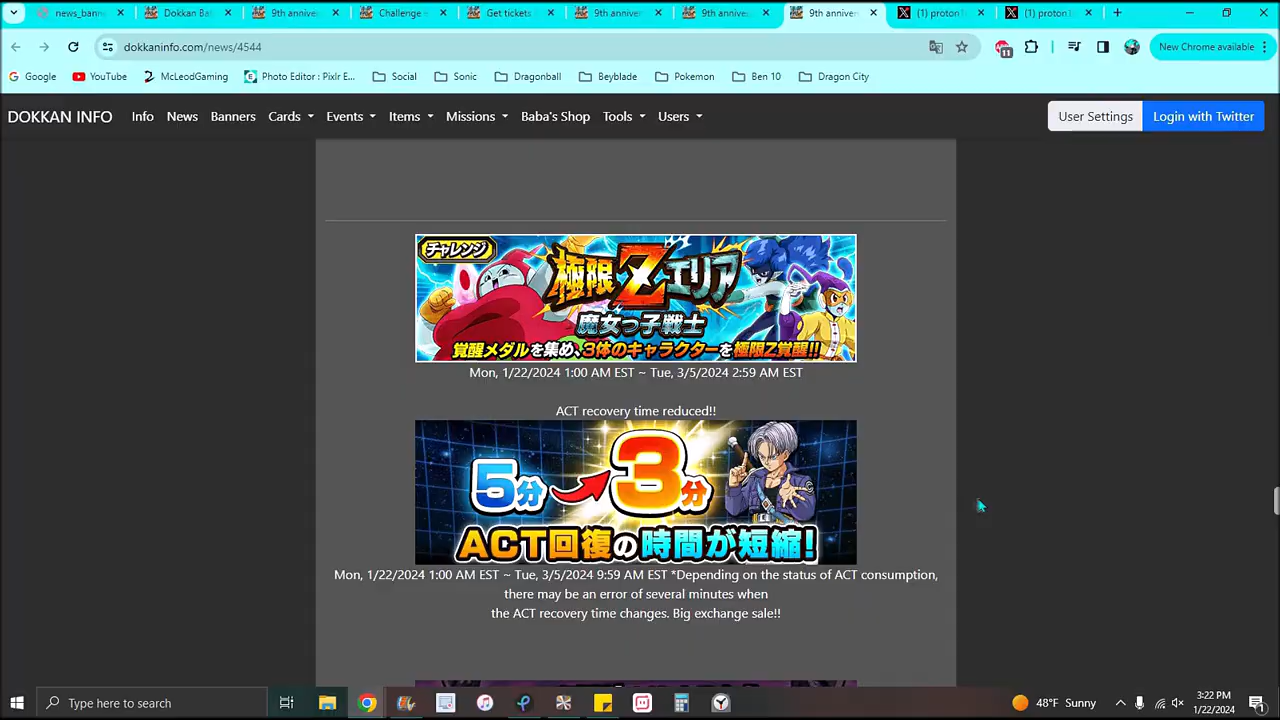 news_bann
Dokkan Ba
9th anniver
Challenge e
Get tickets a
9th anniver
9th annive
9th anniver
(1) proton1
(1) proton
dokkaninfo.com/news/4544
11
New Chrome available
Google
YouTube
McLeodGaming
Photo Editor : Pixlr E...
Social
Sonic
Dragonball
Beyblade
Pokemon
Ben 10
Dragon City
DOKKAN INFO
Info
News
Banners
Cards
Events
Items
Missions
Baba's Shop
Tools
Users
User Settings
Login with Twitter
チャレンジ
極限Zエリア
魔女っ子戦士
覚醒メダルを集め、3体のキャラクターを極限Z覚醒!!
Mon, 1/22/2024 1:00 AM EST ~ Tue, 3/5/2024 2:59 AM EST
ACT recovery time reduced!!
5分 3分
ACT回復の時間が短縮!
Mon, 1/22/2024 1:00 AM EST ~ Tue, 3/5/2024 9:59 AM EST *Depending on the status of ACT consumption,
there may be an error of several minutes when
the ACT recovery time changes. Big exchange sale!!
Type here to search
48°F Sunny
3:22 PM
1/22/2024